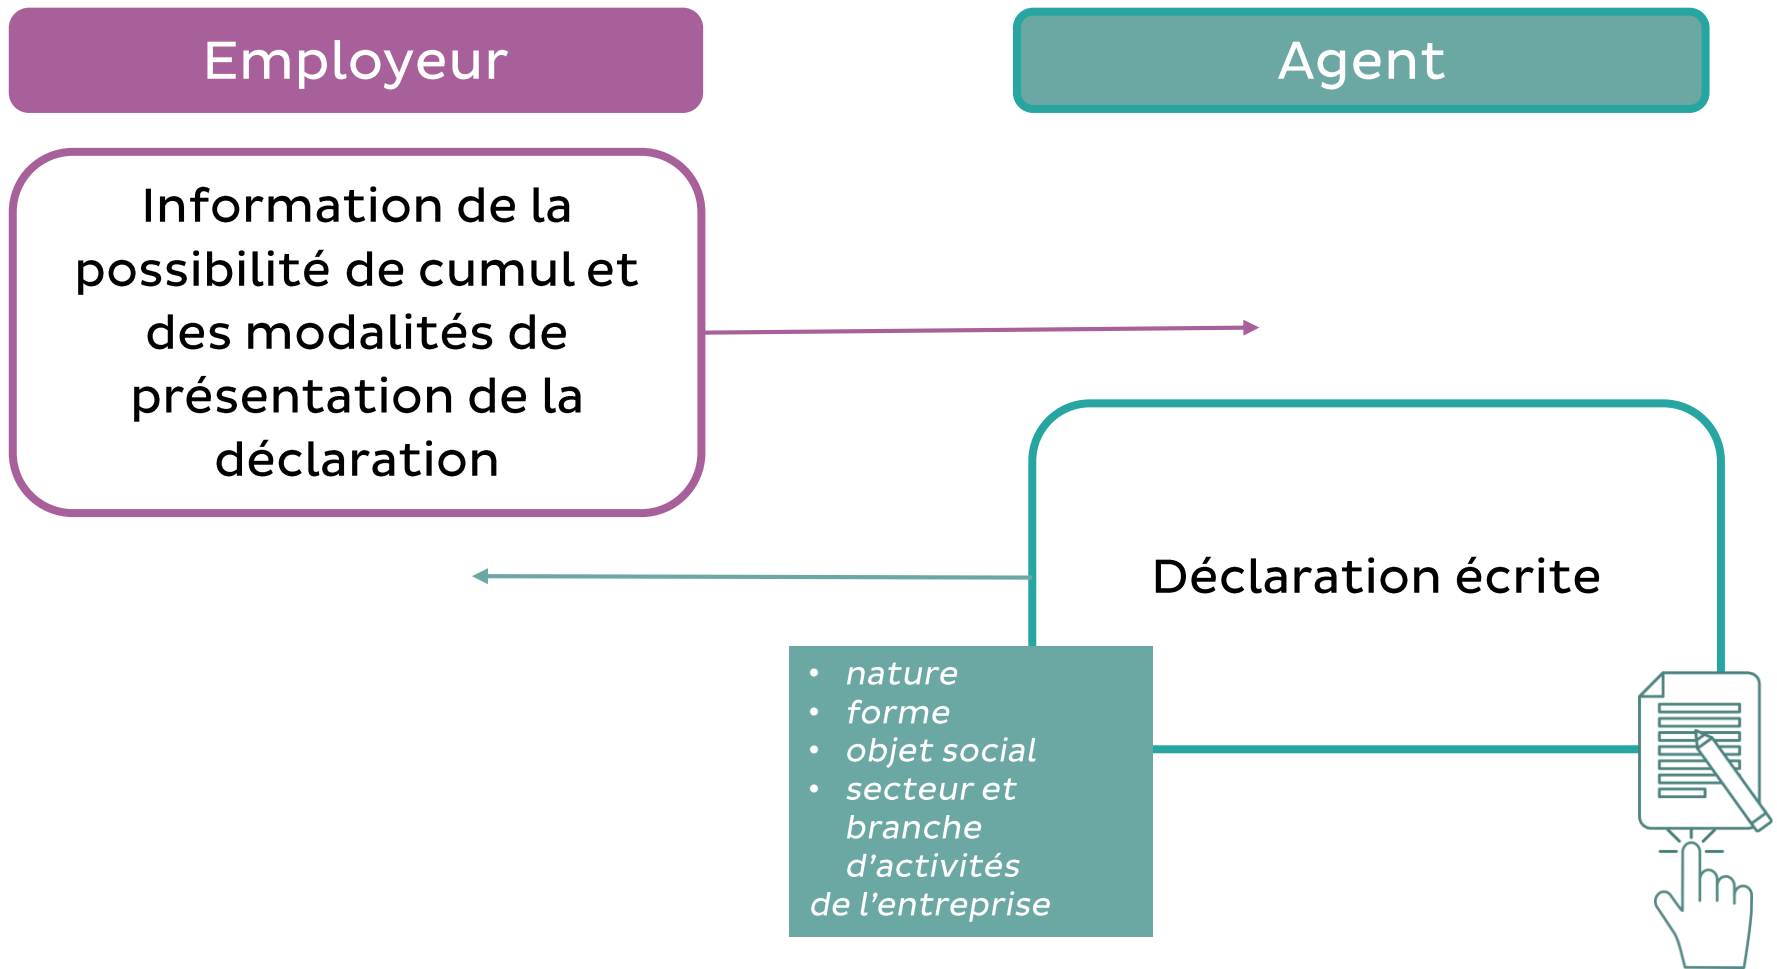 Employeur
Agent
Information de la
possibilité de cumul et
des modalités de
présentation de la
déclaration
Déclaration écrite
• nature
• forme
• objet social
• secteur et
branche
d'activités
de l'entreprise